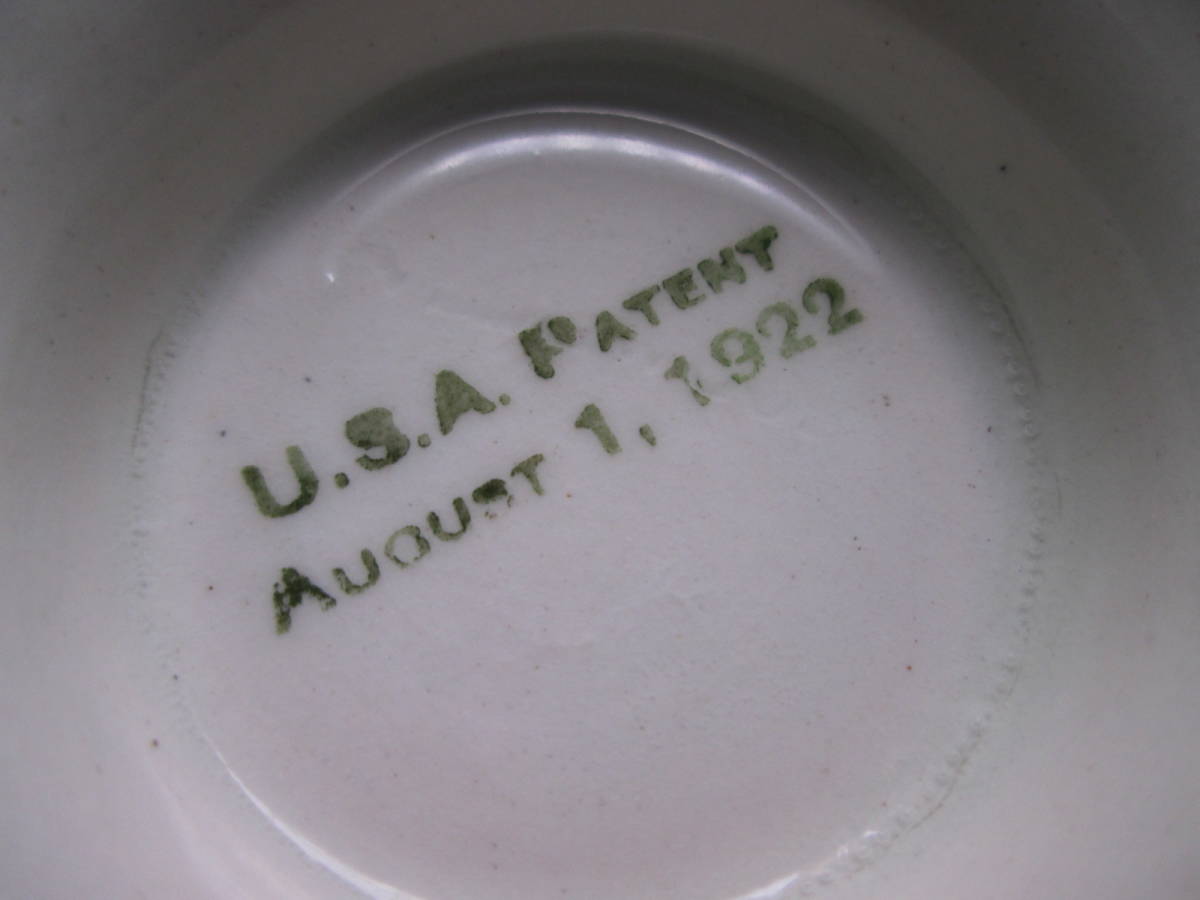 U.S.A. PATENT
AUGUST 1, 1922